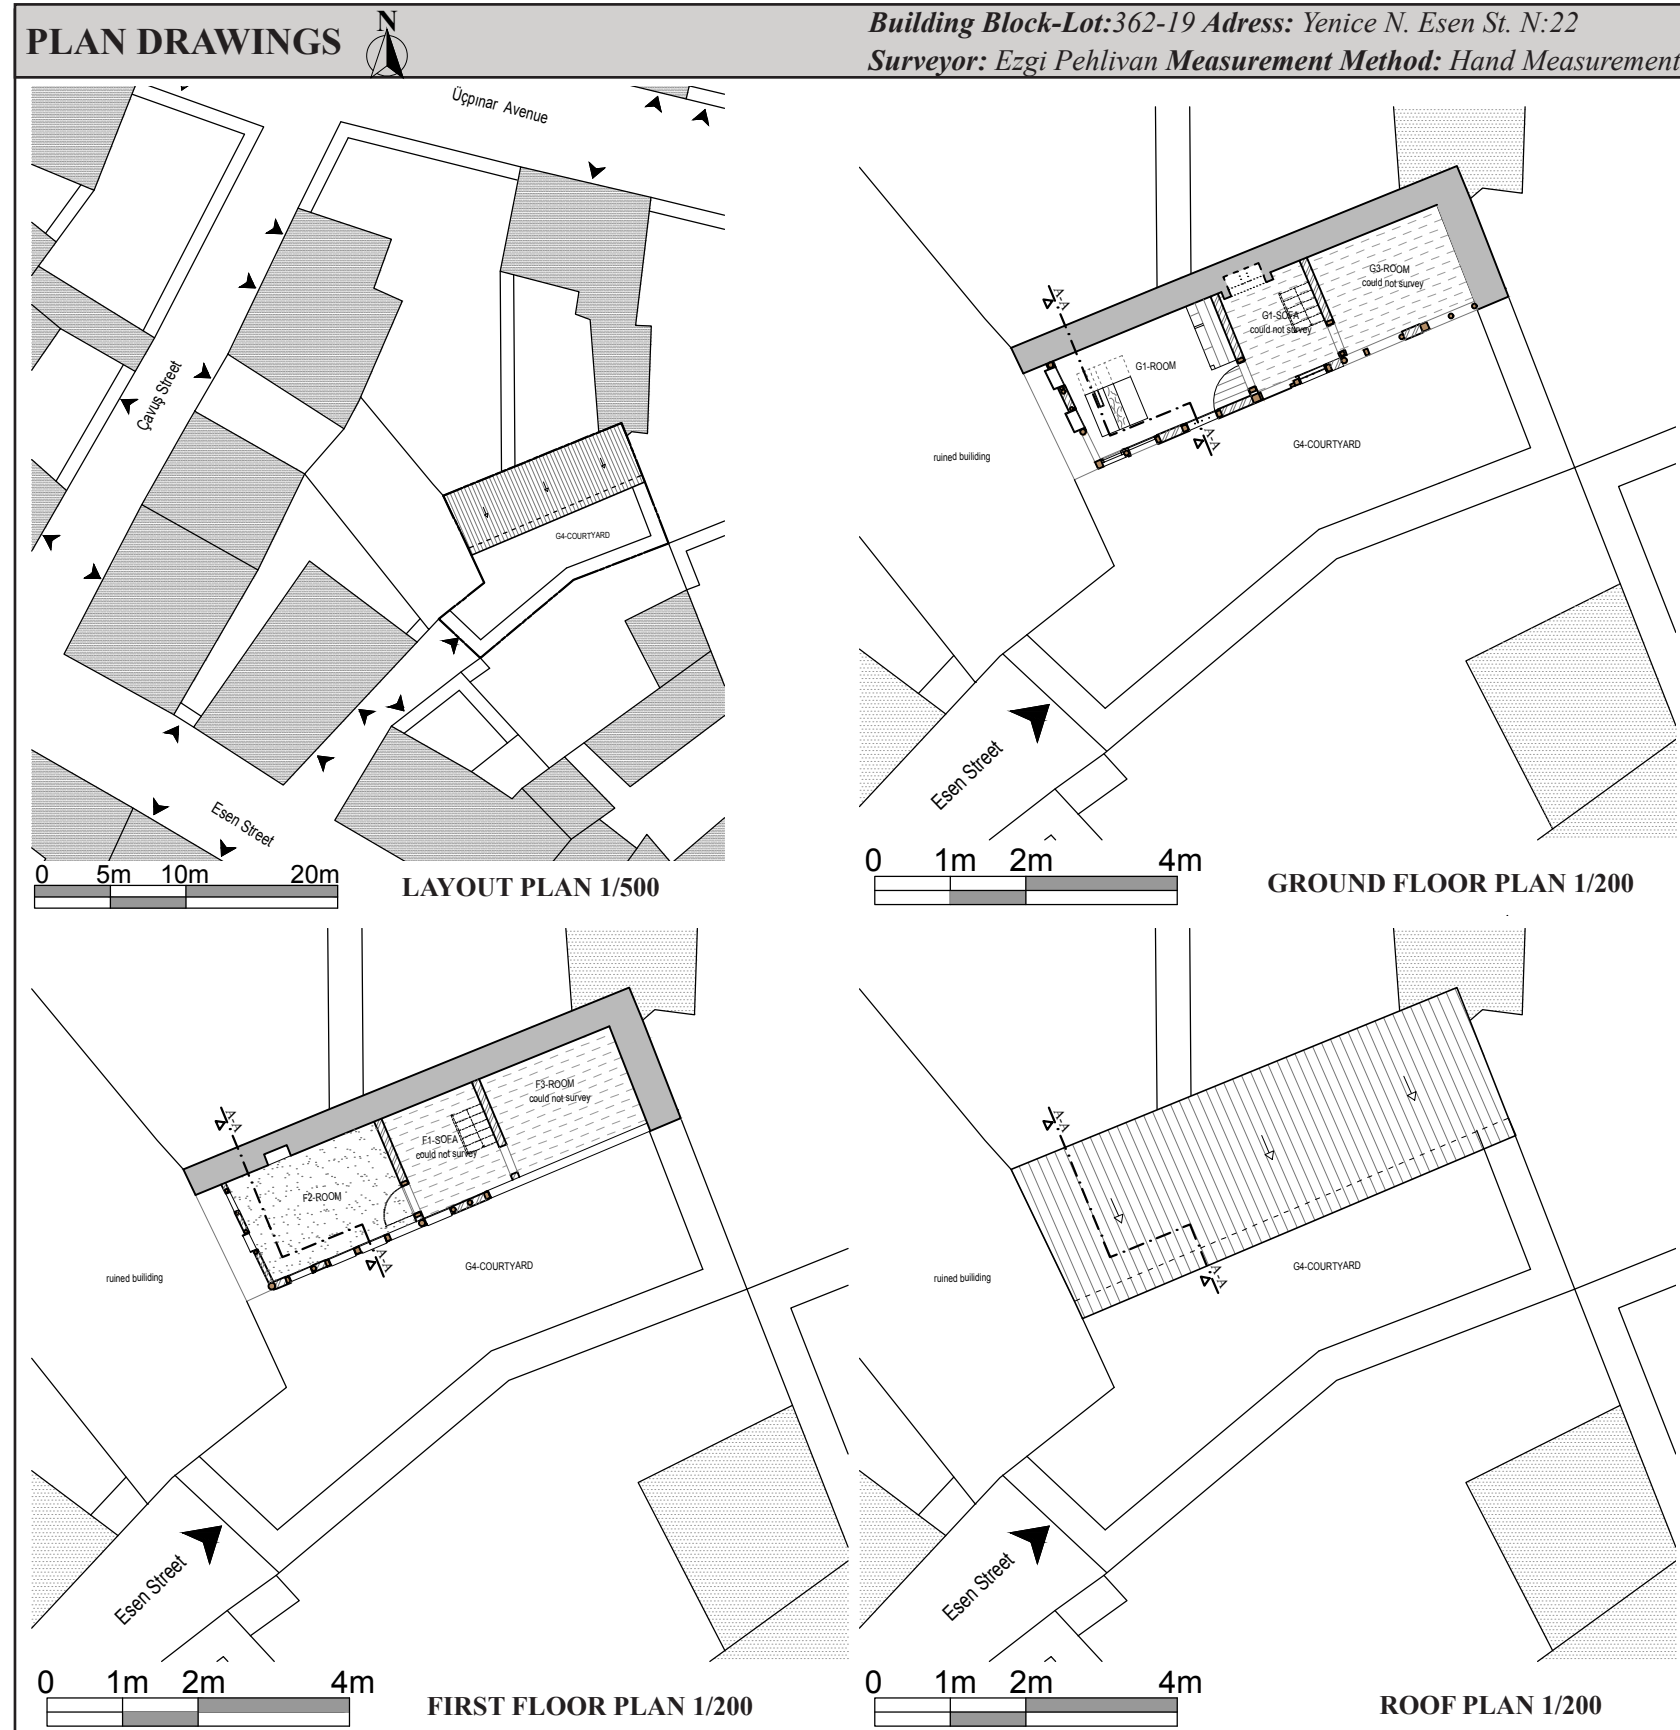 PLAN DRAWINGS
N
Building Block-Lot:362-19 Adress: Yenice N. Esen St. N:22
Surveyor: Ezgi Pehlivan Measurement Method: Hand Measurement
Üçpınar Avenue
Çavuş Street
G4-COURTYARD
Esen Street
0 5m 10m 20m
LAYOUT PLAN 1/500
A-A
G3-ROOM
could not survey
G1-SOFA
could not survey
G1-ROOM
A-A
G4-COURTYARD
ruined builiding
Esen Street
0 1m 2m 4m
GROUND FLOOR PLAN 1/200
A-A
F3-ROOM
could not survey
F1-SOFA
could not survey
F2-ROOM
A-A
G4-COURTYARD
ruined builiding
Esen Street
0 1m 2m 4m
FIRST FLOOR PLAN 1/200
A-A
A-A
G4-COURTYARD
ruined builiding
Esen Street
0 1m 2m 4m
ROOF PLAN 1/200